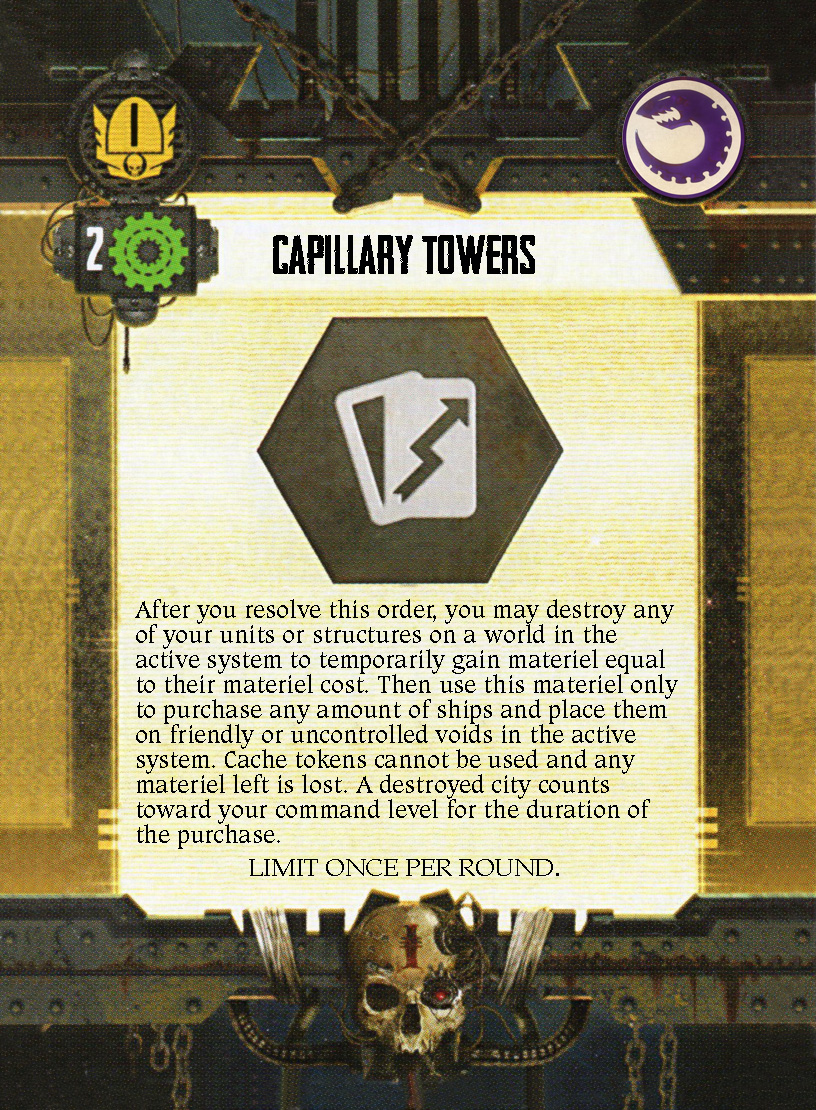 I
2
CAPILLARY TOWERS
After you resolve this order, you may destroy any
of your units or structures on a world in the
active system to temporarily gain materiel equal
to their materiel cost. Then use this materiel only
to purchase any amount of ships and place them
on friendly or uncontrolled voids in the active
system. Cache tokens cannot be used and any
materiel left is lost. A destroyed city counts
toward your command level for the duration of
the purchase.
LIMIT ONCE PER ROUND.
I